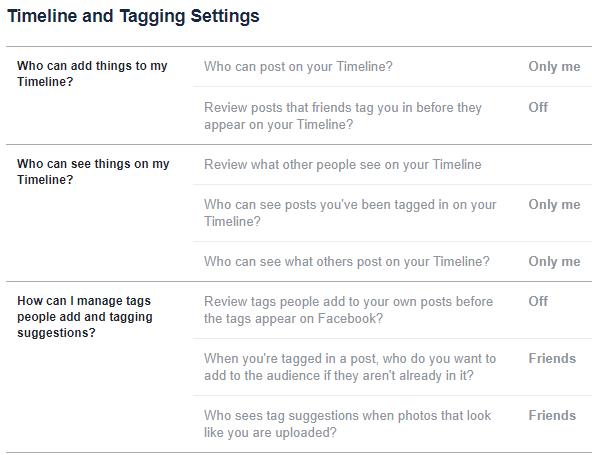 Timeline and Tagging Settings
Who can add things to my
Timeline?
Who can post on your Timeline?
Only me
Review posts that friends tag you in before they
appear on your Timeline?
Off
Who can see things on my
Timeline?
Review what other people see on your Timeline
Who can see posts you've been tagged in on your
Timeline?
Only me
Who can see what others post on your Timeline?
Only me
How can I manage tags
people add and tagging
suggestions?
Review tags people add to your own posts before
the tags appear on Facebook?
Off
When you're tagged in a post, who do you want to
add to the audience if they aren't already in it?
Friends
Who sees tag suggestions when photos that look
like you are uploaded?
Friends